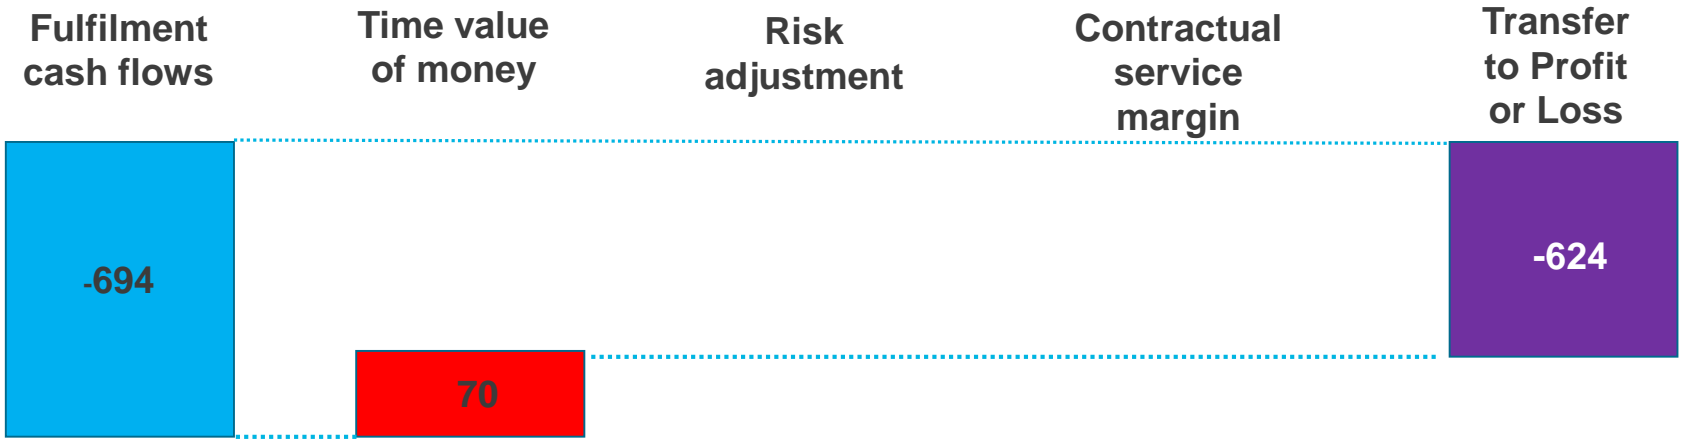 Fulfilment
cash flows
Time value
of money
Risk
adjustment
Contractual
service
margin
Transfer
to Profit
or Loss
-694
70
-624